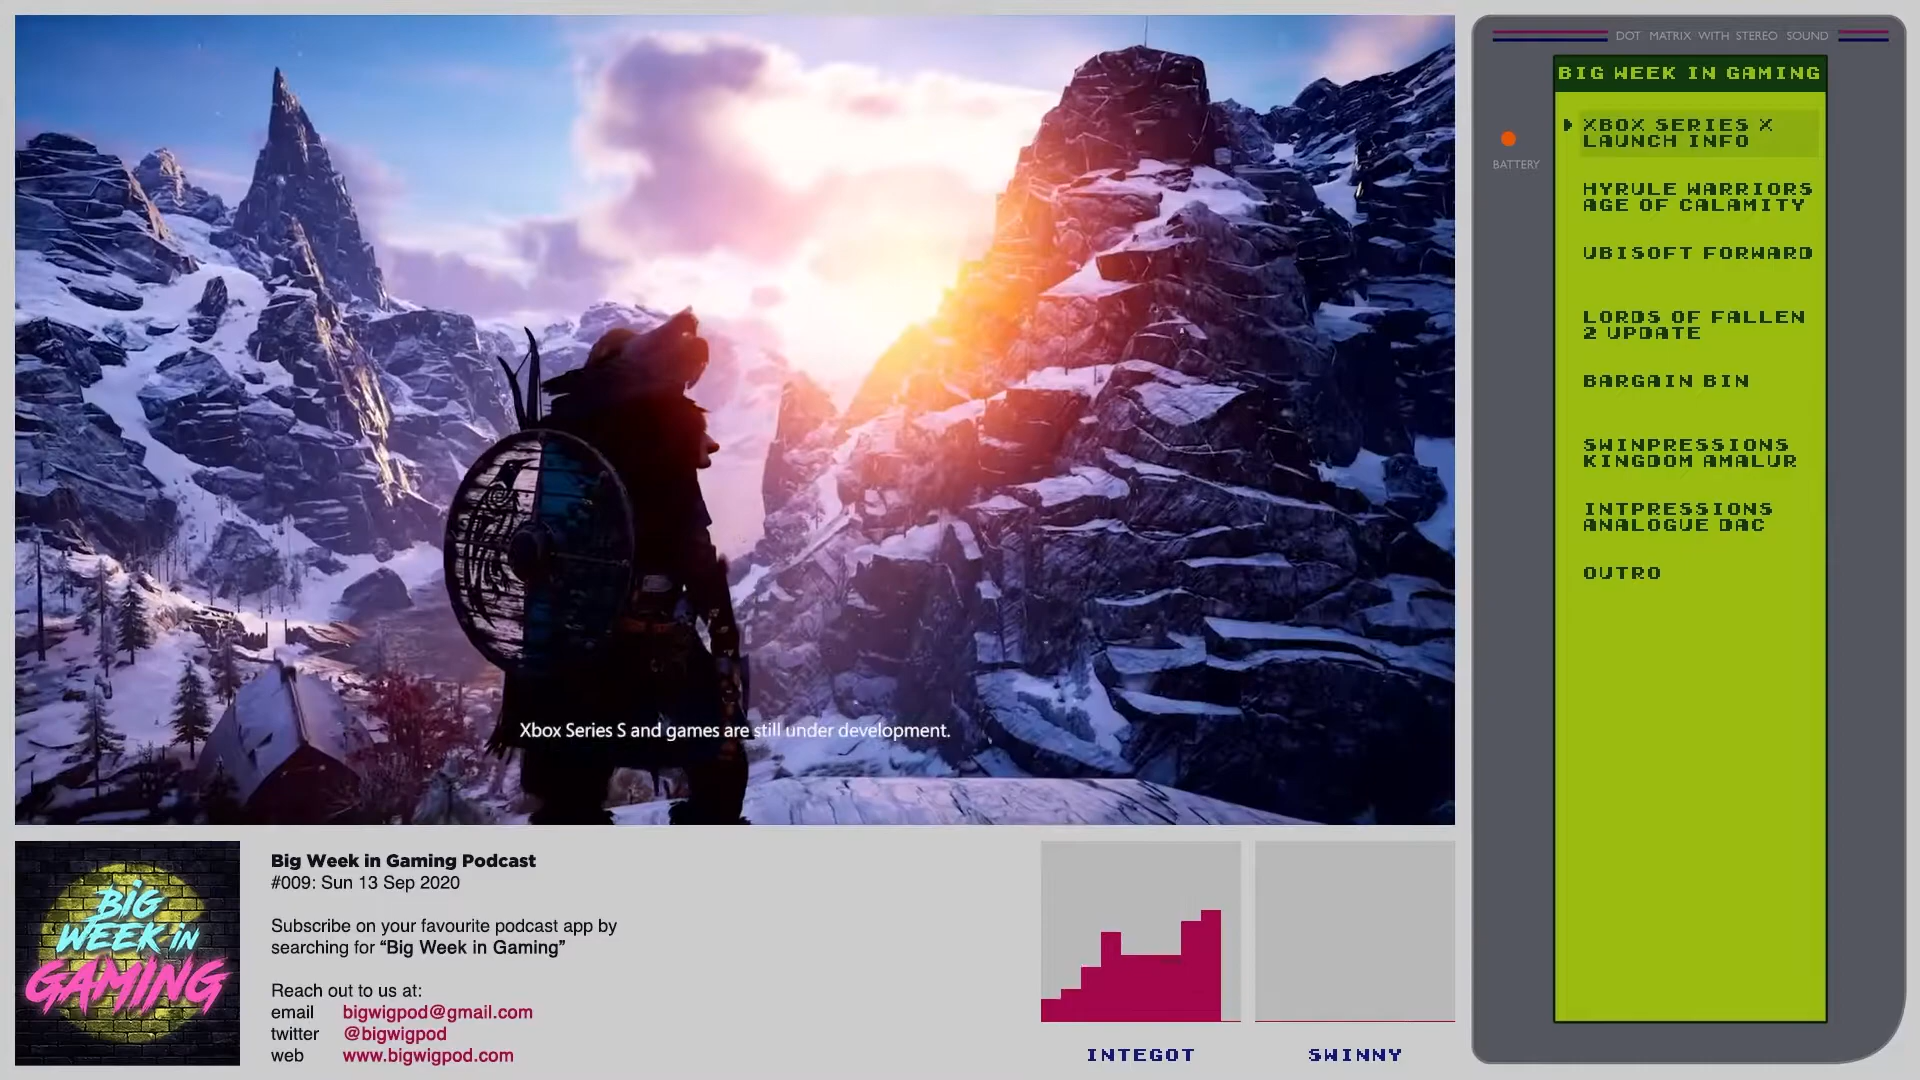 DOT MATRIX WITH STEREO SOUND
BIG WEEK IN GAMING
BATTERY
XBOX SERIES X
LAUNCH INFO
HYRULE WARRIORS
AGE OF CALAMITY
UBISOFT FORWARD
LORDS OF FALLEN
2 UPDATE
BARGAIN BIN
SWINPRESSIONS
KINGDOM AMALUR
INTPRESSIONS
ANALOGUE DAC
OUTRO
Xbox Series S and games are still under development.
BIG
WEEK IN
GAMING
Big Week in Gaming Podcast
#009: Sun 13 Sep 2020
Subscribe on your favourite podcast app by
searching for “Big Week in Gaming”
Reach out to us at:
email bigwigpod@gmail.com
twitter @bigwigpod
web www.bigwigpod.com
INTEGOT
SWINNY